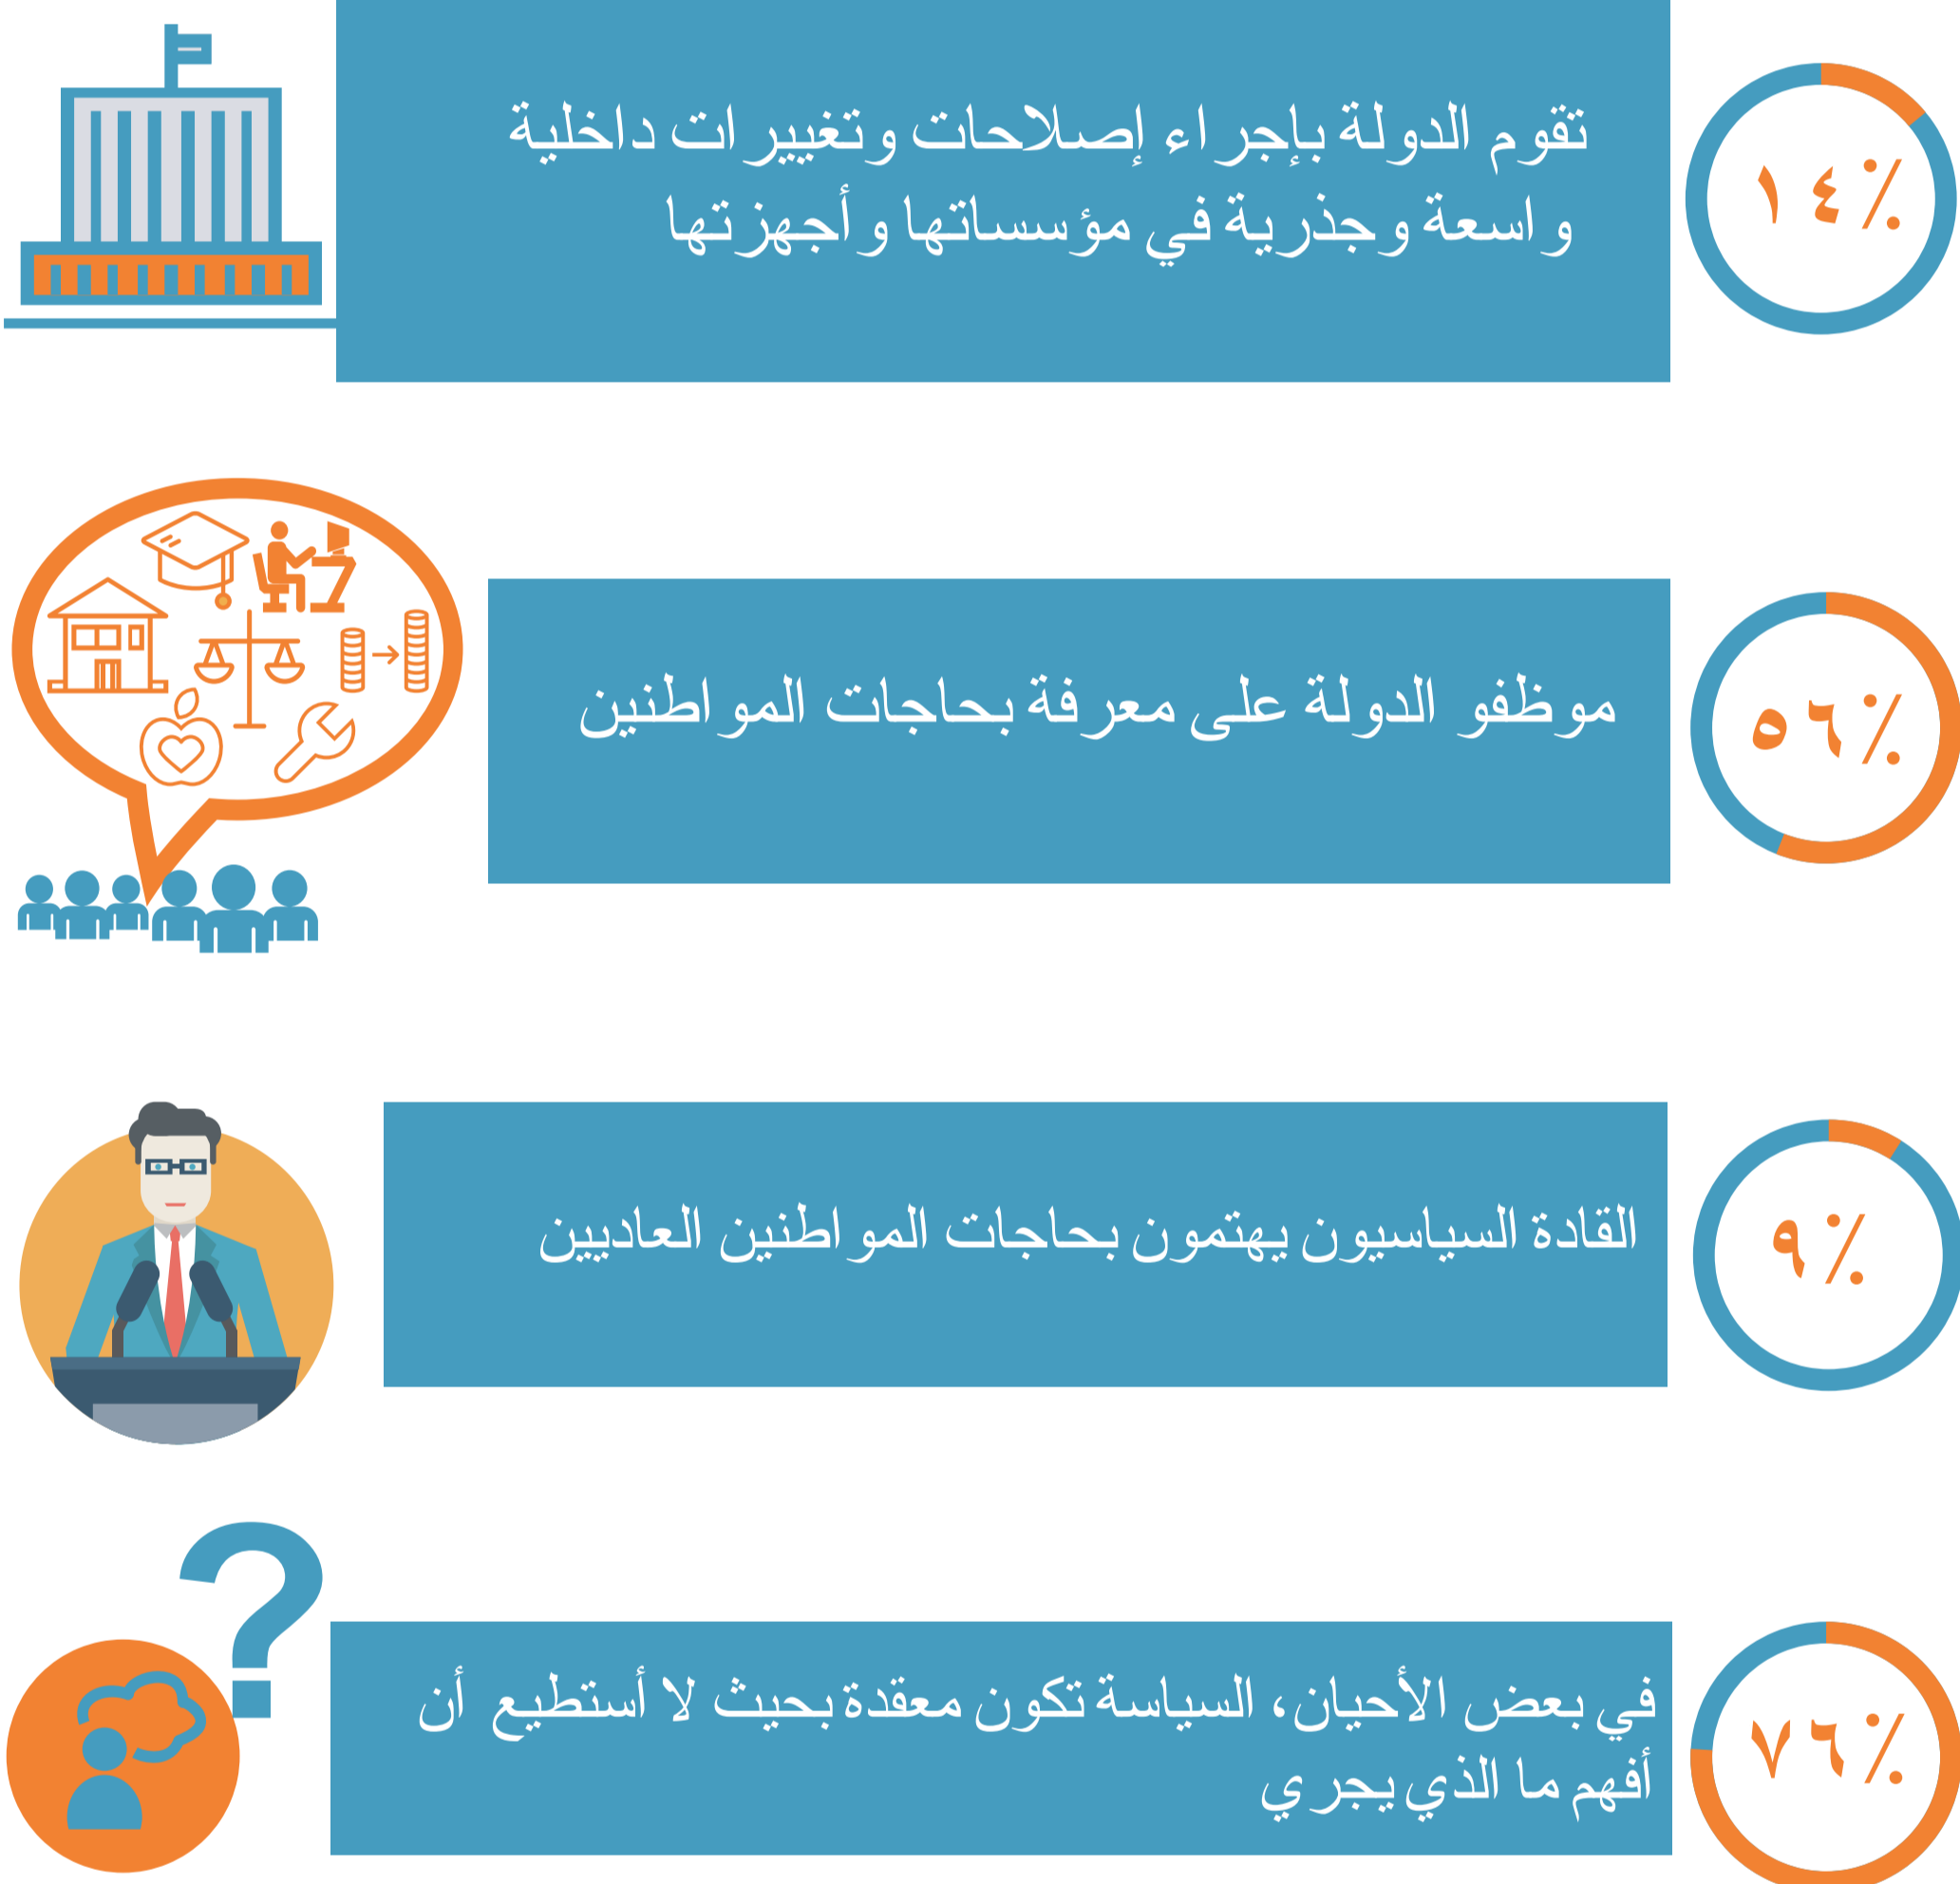 تقوم الدولة بإجراء إصلاحات وتغييرات داخلية
واسعة وجذرية في مؤسساتها وأجهزتها
١٤٪
موظفو الدولة على معرفة بحاجات المواطنين
٥٦٪
القادة السياسيون يهتمون بحاجات المواطنين العاديين
٩٪
في بعض الأحيان، السياسة تكون معقدة بحيث لا أستطيع أن
أفهم ما الذي يجري
٧٦٪